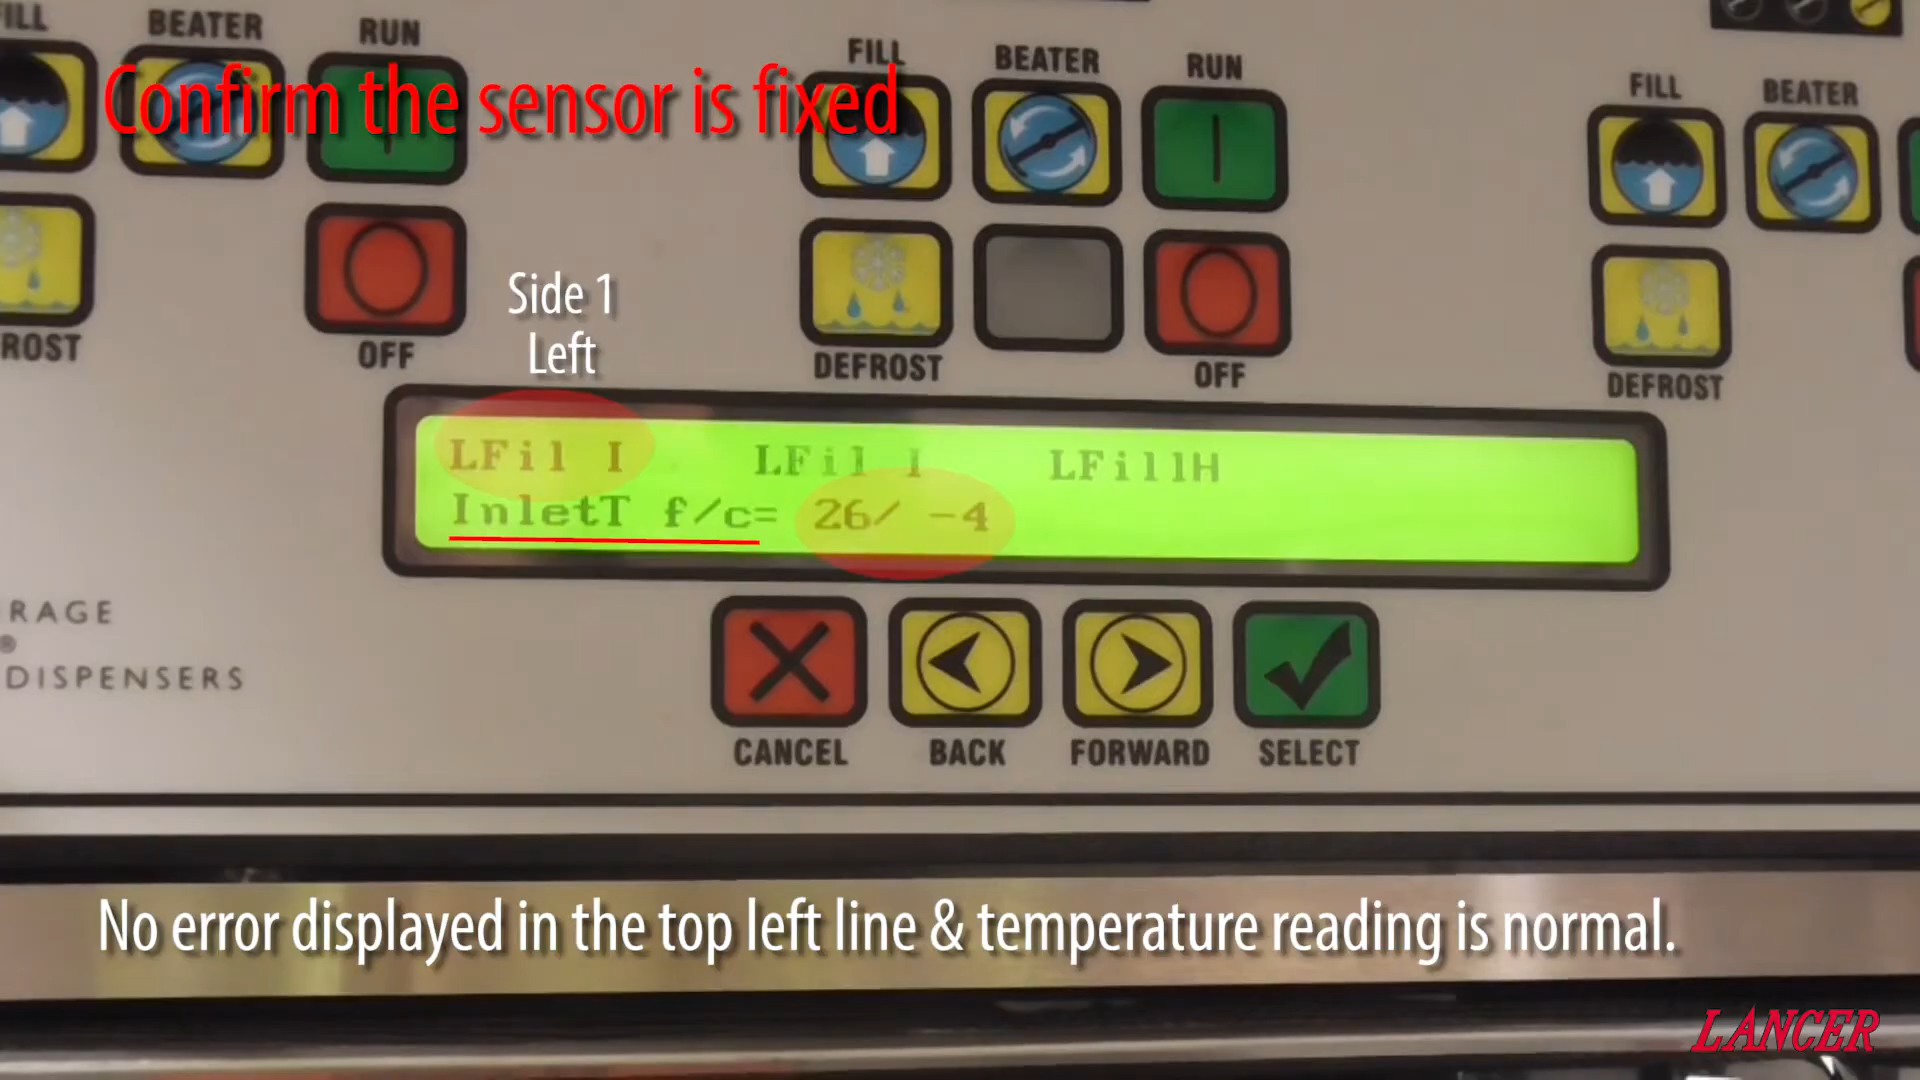 ILL BEATER RUN
FILL BEATER RUN
FILL BEATER
Confirm the sensor is fixed
Side 1
Left
ROST OFF
DEFROST OFF
DEFROST
LFil I LFil I LFillH
InletT f/c= 26/ -4
RAGE
®
DISPENSERS
CANCEL BACK FORWARD SELECT
No error displayed in the top left line & temperature reading is normal.
LANCER